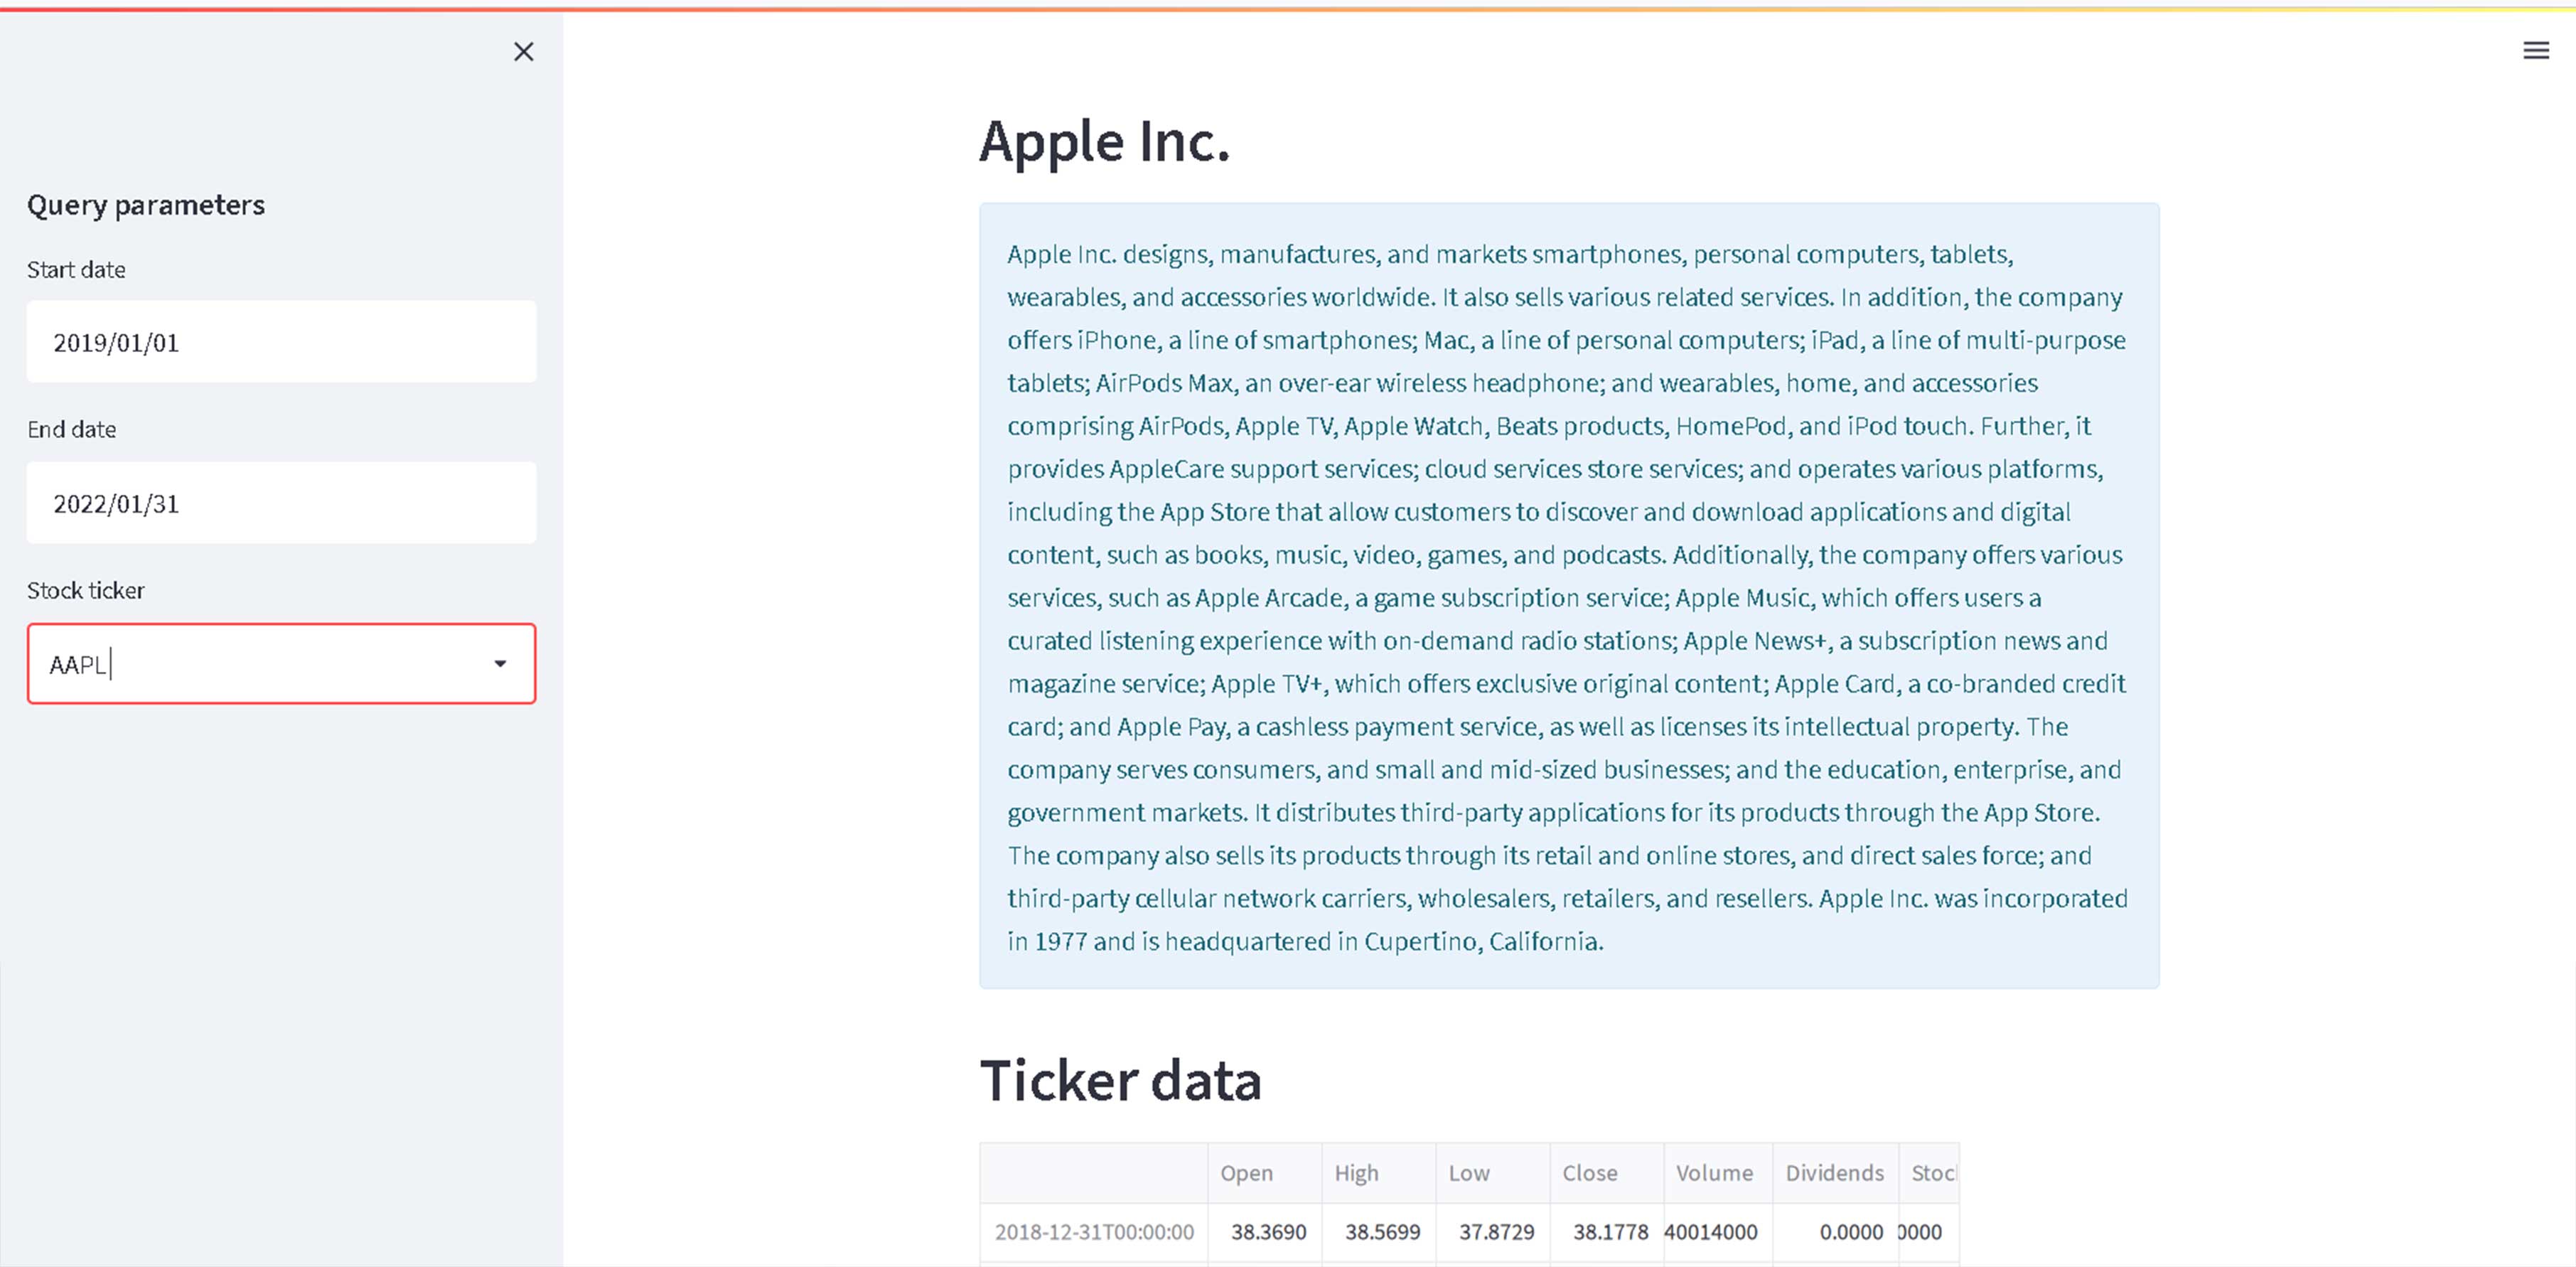 Query parameters
Start date
2019/01/01
End date
2022/01/31
Stock ticker
AAPL
Apple Inc.
Apple Inc. designs, manufactures, and markets smartphones, personal computers, tablets,
wearables, and accessories worldwide. It also sells various related services. In addition, the company
offers iPhone, a line of smartphones; Mac, a line of personal computers; iPad, a line of multi-purpose
tablets; AirPods Max, an over-ear wireless headphone; and wearables, home, and accessories
comprising AirPods, Apple TV, Apple Watch, Beats products, HomePod, and iPod touch. Further, it
provides AppleCare support services; cloud services store services; and operates various platforms,
including the App Store that allow customers to discover and download applications and digital
content, such as books, music, video, games, and podcasts. Additionally, the company offers various
services, such as Apple Arcade, a game subscription service; Apple Music, which offers users a
curated listening experience with on-demand radio stations; Apple News+, a subscription news and
magazine service; Apple TV+, which offers exclusive original content; Apple Card, a co-branded credit
card; and Apple Pay, a cashless payment service, as well as licenses its intellectual property. The
company serves consumers, and small and mid-sized businesses; and the education, enterprise, and
government markets. It distributes third-party applications for its products through the App Store.
The company also sells its products through its retail and online stores, and direct sales force; and
third-party cellular network carriers, wholesalers, retailers, and resellers. Apple Inc. was incorporated
in 1977 and is headquartered in Cupertino, California.
Ticker data
Open High Low Close Volume Dividends Stoc
2018-12-31T00:00:00 38.3690 38.5699 37.8729 38.1778 40014000 0.0000 0000